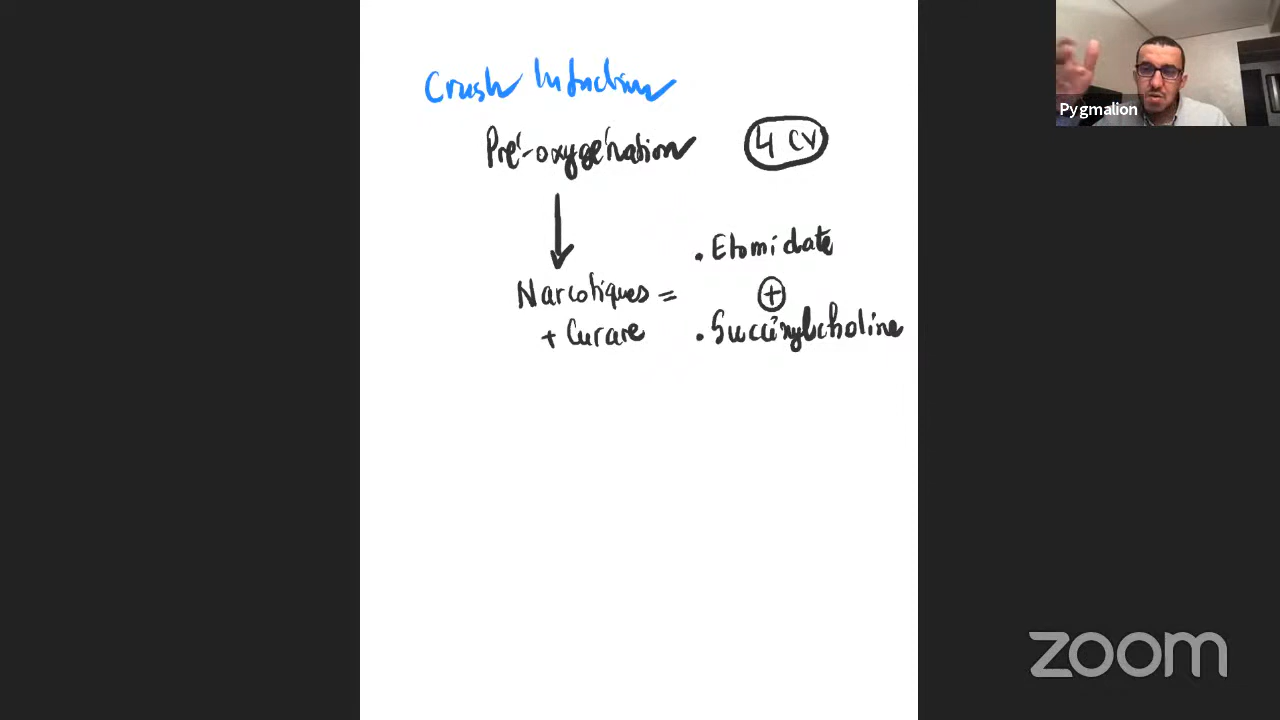 Crush Induction
Pré-oxygénation
4 CV
Narcotiques =
+ Curare
. Etomidate
+
. Succinylcholine
Pygmalion
zoom